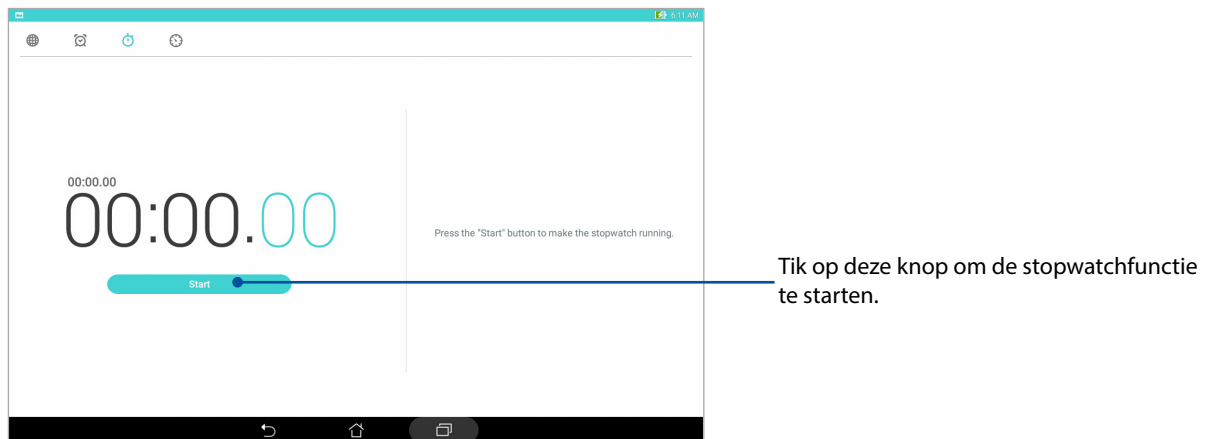 6:11 AM
00:00.00
00:00.00
Start
Press the "Start" button to make the stopwatch running.
Tik op deze knop om de stopwatchfunctie
te starten.